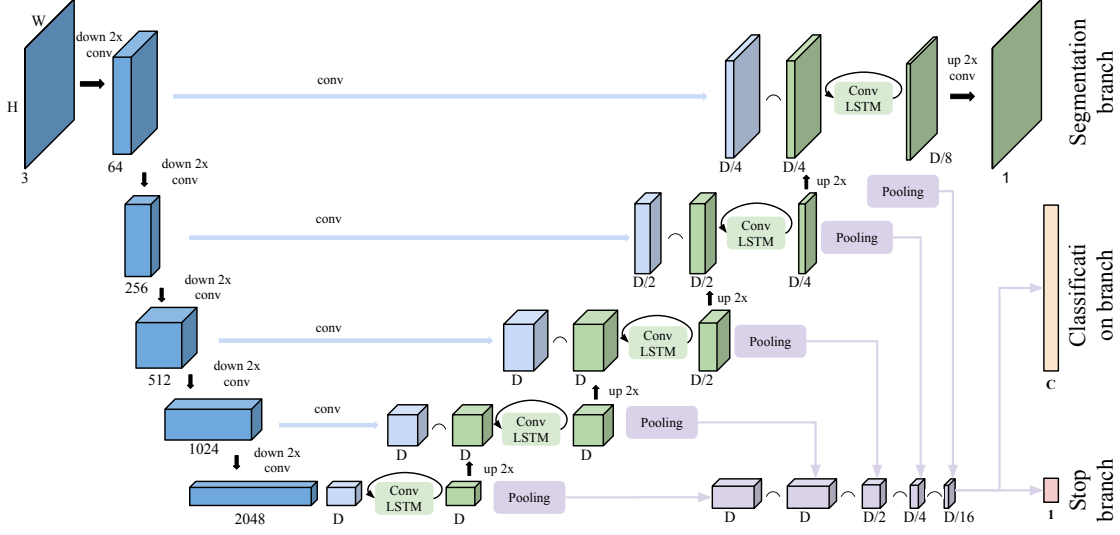 W
down 2x
conv
H
3
64
conv
D/4
D/4
Conv
LSTM
D/8
up 2x
conv
1
Segmentation
branch
down 2x
conv
256
conv
D/2
D/2
up 2x
Conv
LSTM
D/4
Pooling
Pooling
down 2x
conv
512
conv
D
D
up 2x
Conv
LSTM
D/2
Pooling
C
Classificati
on branch
down 2x
conv
1024
conv
D
D
up 2x
Conv
LSTM
D
Pooling
down 2x
conv
2048
D
Conv
LSTM
D
up 2x
Pooling
D
D
D/2
D/4
D/16
1
Stop
branch